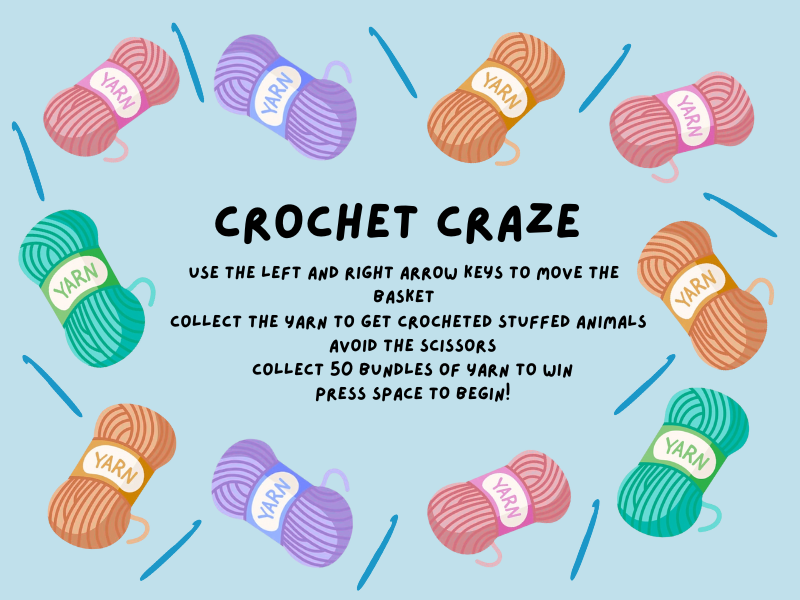 YARN
YARN
YARN
YARN
CROCHET CRAZE
USE THE LEFT AND RIGHT ARROW KEYS TO MOVE THE
BASKET
COLLECT THE YARN TO GET CROCHETED STUFFED ANIMALS
AVOID THE SCISSORS
COLLECT 50 BUNDLES OF YARN TO WIN
PRESS SPACE TO BEGIN!
YARN
YARN
YARN
YARN
YARN
YARN